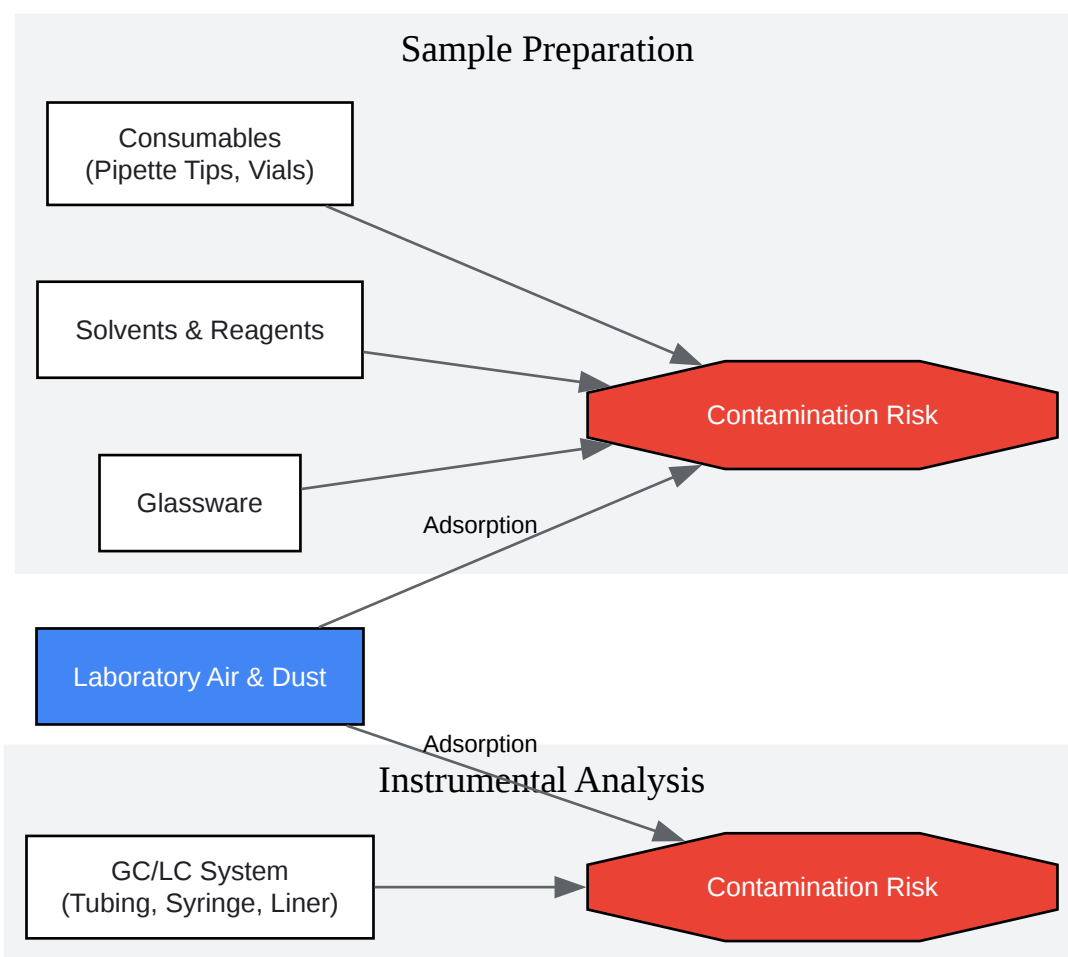 Sample Preparation
Consumables
(Pipette Tips, Vials)
Solvents & Reagents
Contamination Risk
Glassware
Adsorption
Laboratory Air & Dust
Adsorption
Instrumental Analysis
GC/LC System
(Tubing, Syringe, Liner)
Contamination Risk